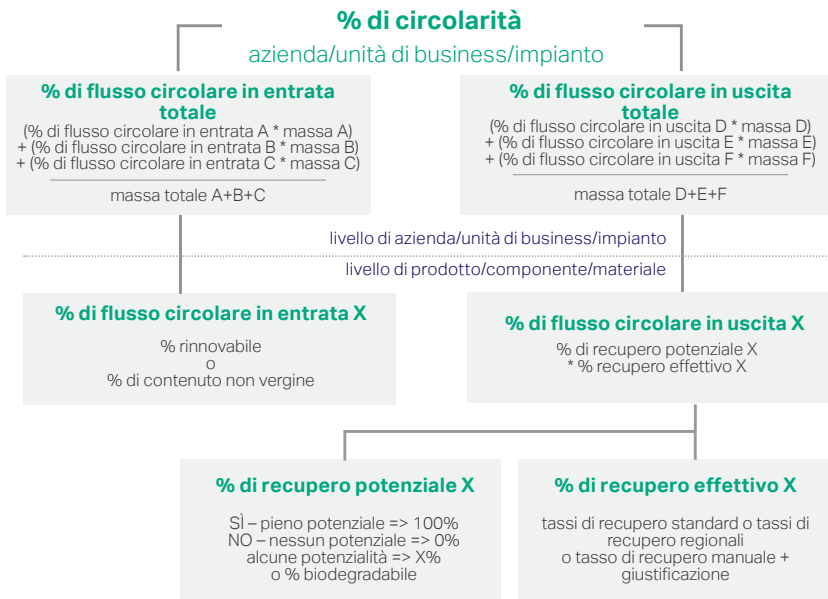 % di circolarità
azienda/unità di business/impianto
% di flusso circolare in entrata
totale
(% di flusso circolare in entrata A * massa A)
+ (% di flusso circolare in entrata B * massa B)
+ (% di flusso circolare in entrata C * massa C)
massa totale A+B+C
% di flusso circolare in uscita
totale
(% di flusso circolare in uscita D * massa D)
+ (% di flusso circolare in uscita E * massa E)
+ (% di flusso circolare in uscita F * massa F)
massa totale D+E+F
livello di azienda/unità di business/impianto
livello di prodotto/componente/materiale
% di flusso circolare in entrata X
% rinnovabile
o
% di contenuto non vergine
% di flusso circolare in uscita X
% di recupero potenziale X
* % recupero effettivo X
% di recupero potenziale X
SÌ – pieno potenziale => 100%
NO – nessun potenziale => 0%
alcune potenzialità => X%
o % biodegradabile
% di recupero effettivo X
tassi di recupero standard o tassi di
recupero regionali
o tasso di recupero manuale +
giustificazione